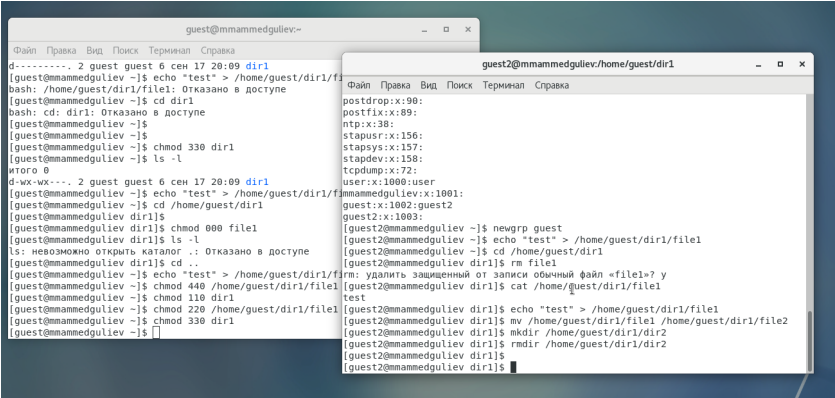 guest@mmammedguliev:~
Файл Правка Вид Поиск Терминал Справка
d---------. 2 guest guest 6 сен 17 20:09 dir1
[guest@mmammedguliev ~]$ echo "test" > /home/guest/dir1/fi
bash: /home/guest/dir1/file1: Отказано в доступе
[guest@mmammedguliev ~]$ cd dir1
bash: cd: dir1: Отказано в доступе
[guest@mmammedguliev ~]$
[guest@mmammedguliev ~]$
[guest@mmammedguliev ~]$ chmod 330 dir1
[guest@mmammedguliev ~]$ ls -l
итого 0
d-wx-wx---. 2 guest guest 6 сен 17 20:09 dir1
[guest@mmammedguliev ~]$ echo "test" > /home/guest/dir1/fi
[guest@mmammedguliev ~]$ cd /home/guest/dir1
[guest@mmammedguliev dir1]$
[guest@mmammedguliev dir1]$ chmod 000 file1
[guest@mmammedguliev dir1]$ ls -l
ls: невозможно открыть каталог .: Отказано в доступе
[guest@mmammedguliev dir1]$ cd ..
[guest@mmammedguliev ~]$ chmod 440 /home/guest/dir1/file1
[guest@mmammedguliev ~]$ chmod 110 dir1
[guest@mmammedguliev ~]$ chmod 220 /home/guest/dir1/file1
[guest@mmammedguliev ~]$ chmod 330 dir1
[guest@mmammedguliev ~]$
guest2@mmammedguliev:/home/guest/dir1
Файл Правка Вид Поиск Терминал Справка
postdrop:x:90:
postfix:x:89:
ntp:x:38:
stapusr:x:156:
stapsys:x:157:
stapdev:x:158:
tcpdump:x:72:
user:x:1000:user
mmammedguliev:x:1001:
guest:x:1002:guest2
guest2:x:1003:
[guest2@mmammedguliev ~]$ newgrp guest
[guest2@mmammedguliev ~]$ echo "test" > /home/guest/dir1/file1
[guest2@mmammedguliev ~]$ cd /home/guest/dir1
[guest2@mmammedguliev dir1]$ rm file1
rm: удалить защищенный от записи обычный файл «file1»? y
[guest2@mmammedguliev dir1]$ cat /home/guest/dir1/file1
test
[guest2@mmammedguliev dir1]$ echo "test" > /home/guest/dir1/file1
[guest2@mmammedguliev dir1]$ mv /home/guest/dir1/file1 /home/guest/dir1/file2
[guest2@mmammedguliev dir1]$ mkdir /home/guest/dir1/dir2
[guest2@mmammedguliev dir1]$ rmdir /home/guest/dir1/dir2
[guest2@mmammedguliev dir1]$
[guest2@mmammedguliev dir1]$